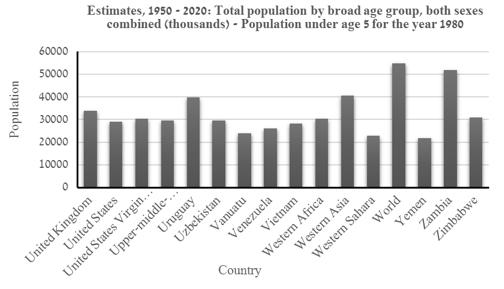 Estimates, 1950 - 2020: Total population by broad age group, both sexes
combined (thousands) - Population under age 5 for the year 1980
Population
60000
50000
40000
30000
20000
10000
0
United Kingdom
United States
United States Virgin…
Upper-middle-…
Uruguay
Uzbekistan
Vanuatu
Venezuela
Vietnam
Western Africa
Western Asia
Western Sahara
World
Yemen
Zambia
Zimbabwe
Country